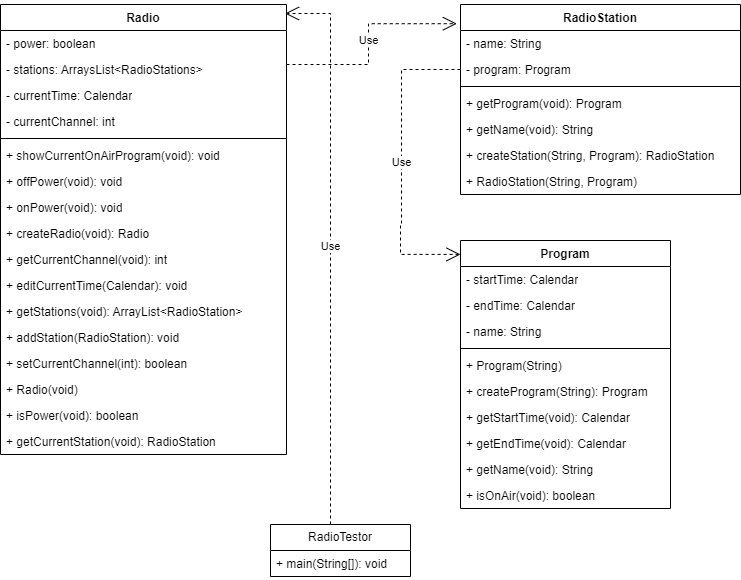 Radio
- power: boolean
- stations: ArraysList<RadioStations>
- currentTime: Calendar
- currentChannel: int
+ showCurrentOnAirProgram(void): void
+ offPower(void): void
+ onPower(void): void
+ createRadio(void): Radio
+ getCurrentChannel(void): int
+ editCurrentTime(Calendar): void
+ getStations(void): ArrayList<RadioStation>
+ addStation(RadioStation): void
+ setCurrentChannel(int): boolean
+ Radio(void)
+ isPower(void): boolean
+ getCurrentStation(void): RadioStation
Use
RadioStation
- name: String
- program: Program
+ getProgram(void): Program
+ getName(void): String
+ createStation(String, Program): RadioStation
+ RadioStation(String, Program)
Use
Use
Program
- startTime: Calendar
- endTime: Calendar
- name: String
+ Program(String)
+ createProgram(String): Program
+ getStartTime(void): Calendar
+ getEndTime(void): Calendar
+ getName(void): String
+ isOnAir(void): boolean
RadioTestor
+ main(String[]): void